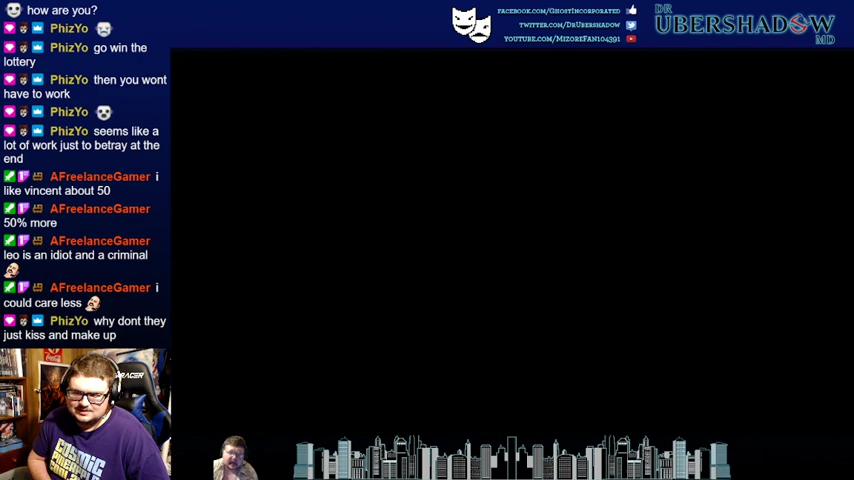 how are you?
PhizYo
PhizYo go win the
lottery
PhizYo then you wont
have to work
PhizYo
PhizYo seems like a
lot of work just to betray at the
end
AFreelanceGamer i
like vincent about 50
AFreelanceGamer
50% more
AFreelanceGamer
leo is an idiot and a criminal
AFreelanceGamer i
could care less
PhizYo why dont they
just kiss and make up
facebook.com/GhostIncorporated
twitter.com/DrUbershadow
youtube.com/MizoreFan104391
DR
UBERSHADOW
MD
RACER
COSMIC